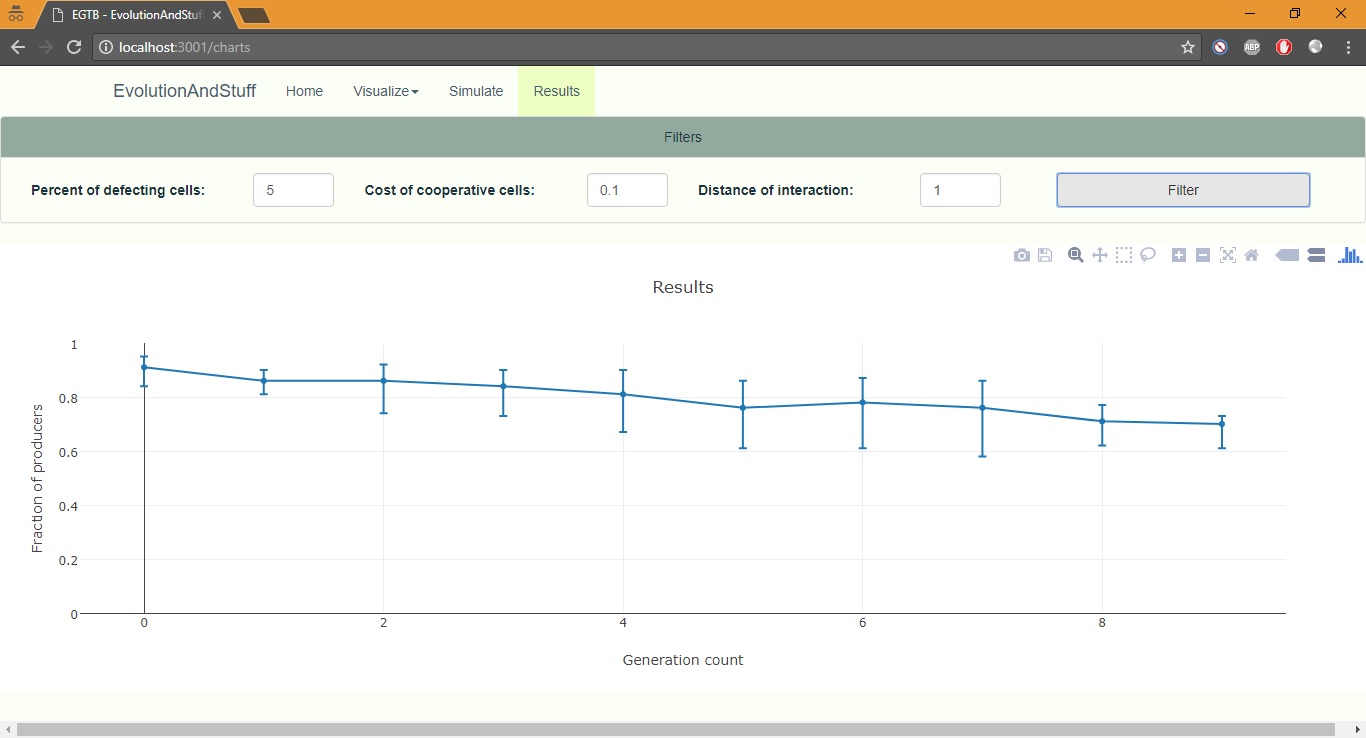 EGTB - EvolutionAndStuf
localhost:3001/charts
ABP
EvolutionAndStuff Home Visualize Simulate Results
Filters
Percent of defecting cells: 5 Cost of cooperative cells: 0.1 Distance of interaction: 1 Filter
Results
Fraction of producers
1
0.8
0.6
0.4
0.2
0
0 2 4 6 8
Generation count